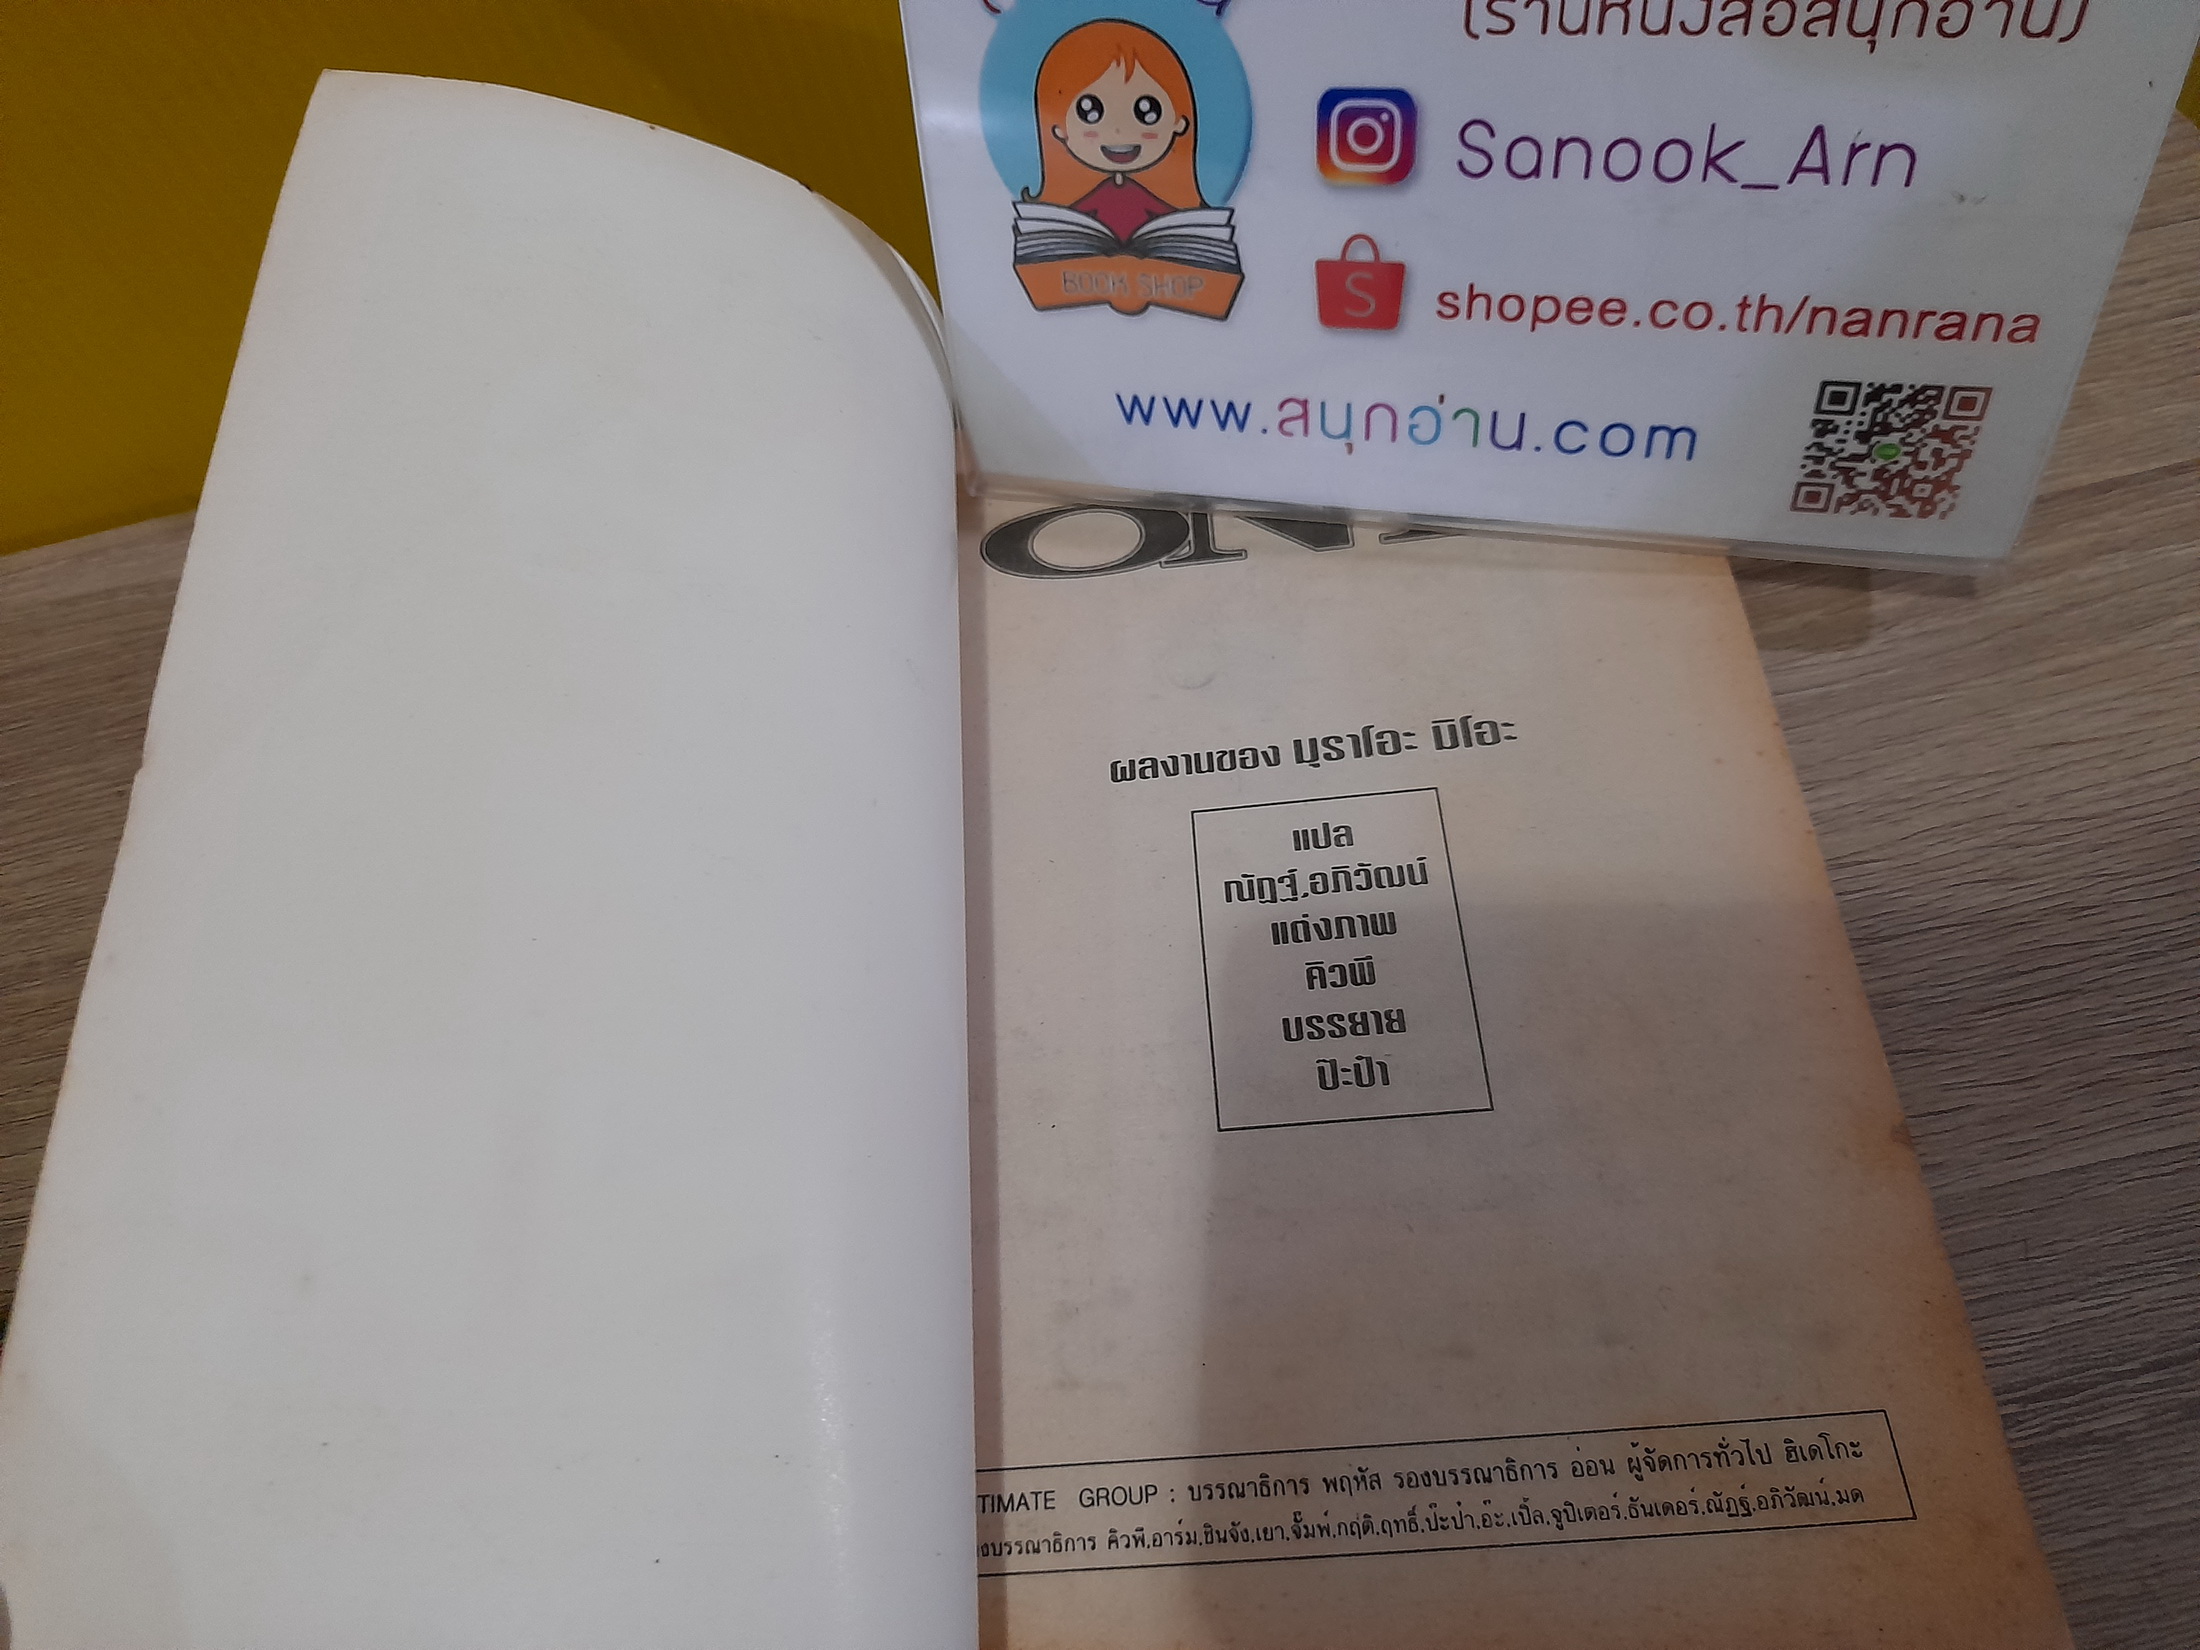 (ร้านหนังสือสนุกอ่าน)
Sanook_Arn
BOOK SHOP
S
shopee.co.th/nanrana
www.สนุกอ่าน.com
ผลงานของ มุราโอะ มิโอะ
แปล
ณัฏฐ์,อภิวัฒน์
แต่งภาพ
คิวพี
บรรยาย
ป๊ะป๋า
TIMATE GROUP : บรรณาธิการ พฤหัส รองบรรณาธิการ อ่อน ผู้จัดการทั่วไป ฮิเดโกะ
งบรรณาธิการ คิวพี,อาร์ม,ชินจัง,เยา,จั๊มพ์,กฤติ,ฤทธิ์,ป๊ะป๋า,อ๊ะ,เปิ้ล,จูปิเตอร์,ธันเดอร์,ณัฏฐ์,อภิวัฒน์,มด